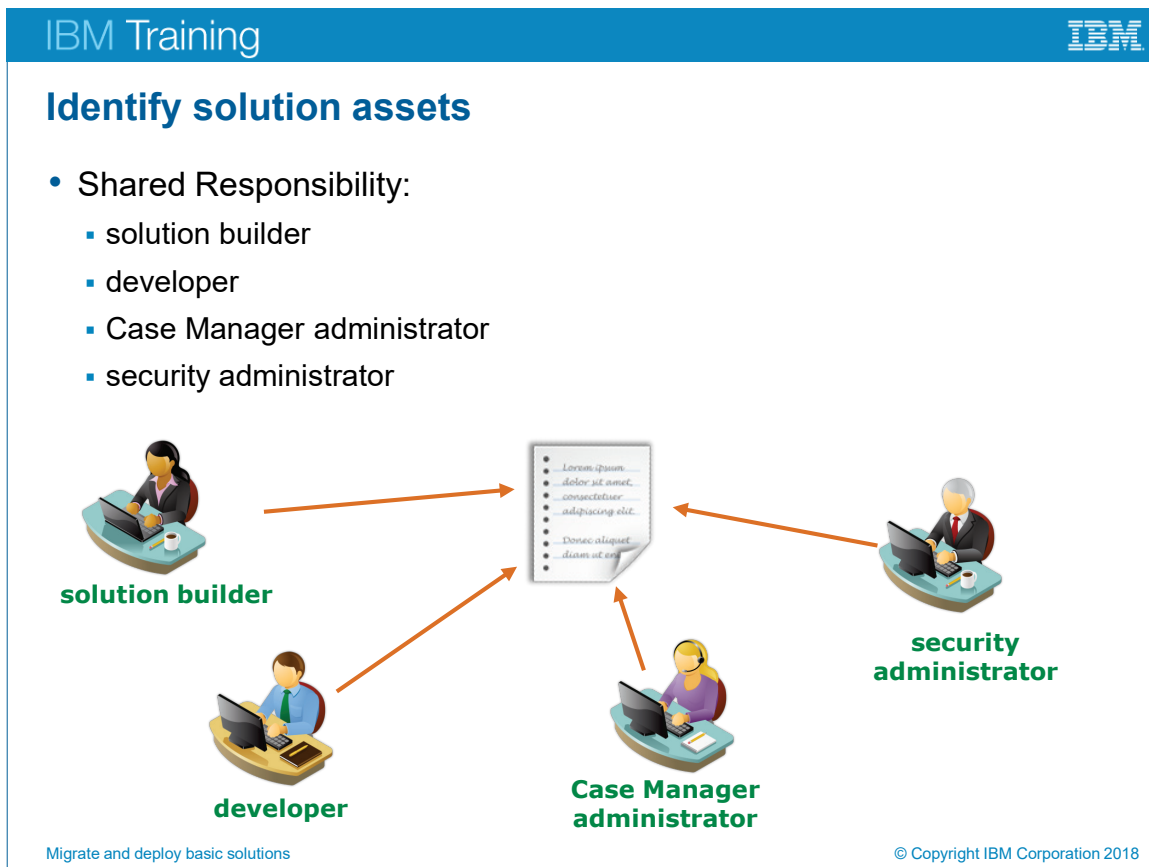 IBM Training
IBM
Identify solution assets
• Shared Responsibility:
▪ solution builder
▪ developer
▪ Case Manager administrator
▪ security administrator
Lorem ipsum
dolor sit amet,
consectetuer
adipiscing elit.
Donec aliquet
diam ut
solution builder
security
administrator
developer
Case Manager
administrator
Migrate and deploy basic solutions
© Copyright IBM Corporation 2018